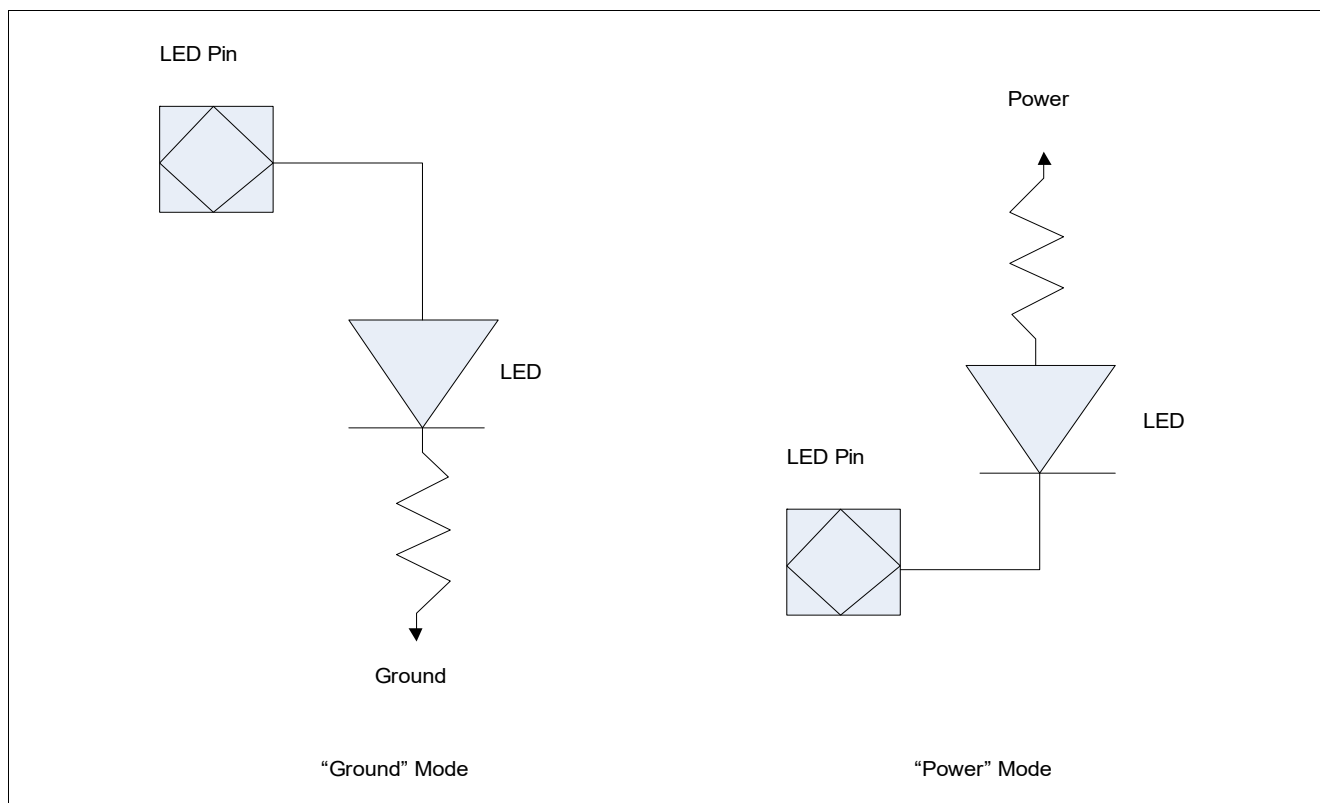 LED Pin
LED
Ground
“Ground” Mode
Power
LED
LED Pin
“Power” Mode